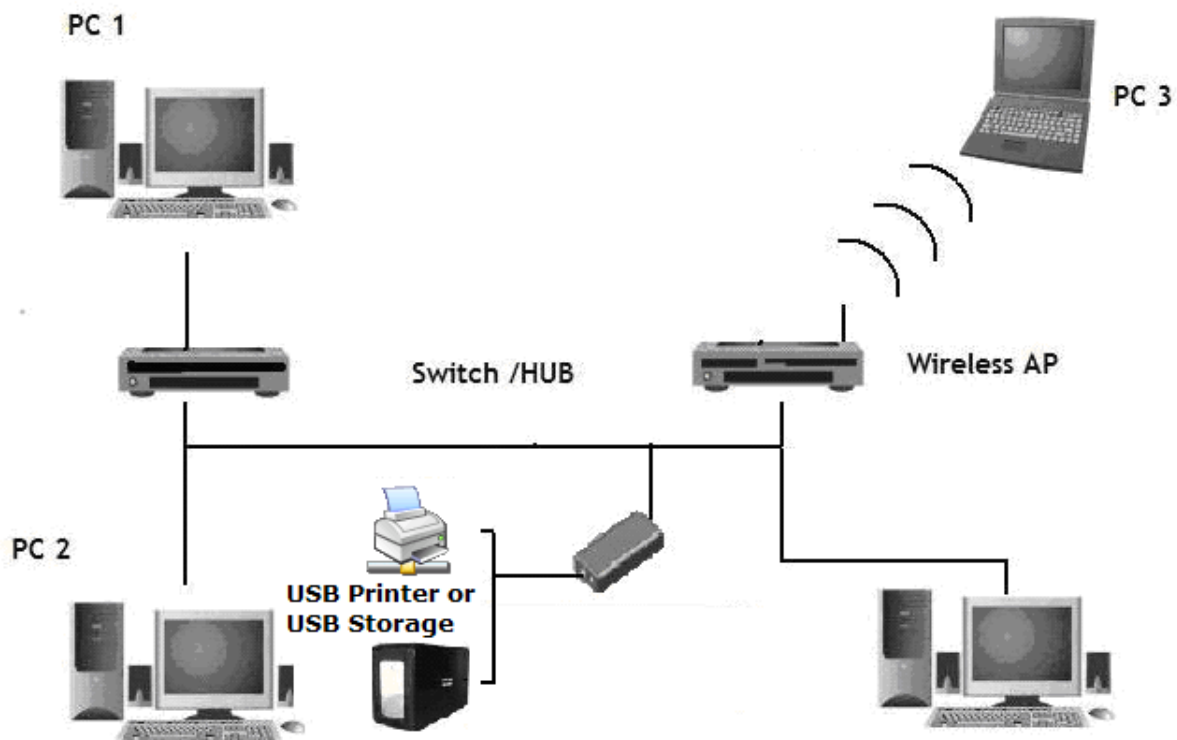 PC 1
PC 3
Switch /HUB
Wireless AP
PC 2
USB Printer or
USB Storage